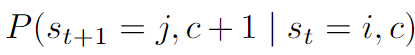 P(s_{t+1} = j, c + 1 | s_t = i, c)